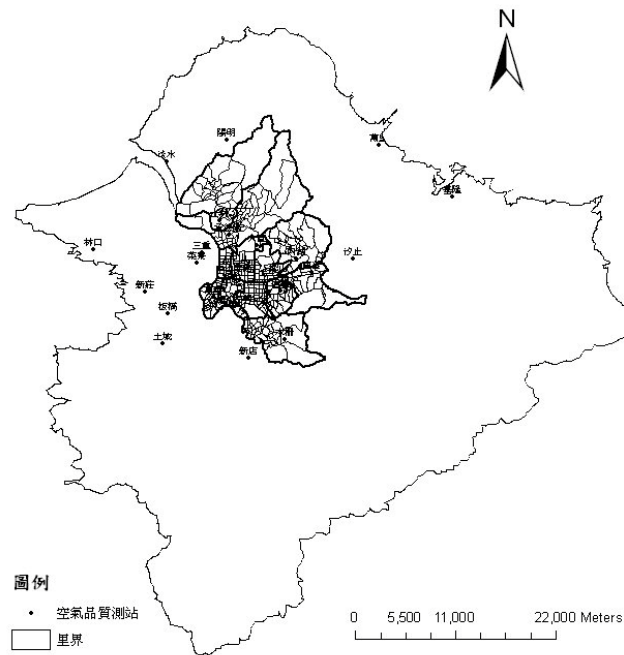 N
陽明
淡水
萬里
基隆
林口
三重
菜寮
汐止
新莊
板橋
土城
新店
圖例
空氣品質測站
里界
0 5,500 11,000 22,000 Meters